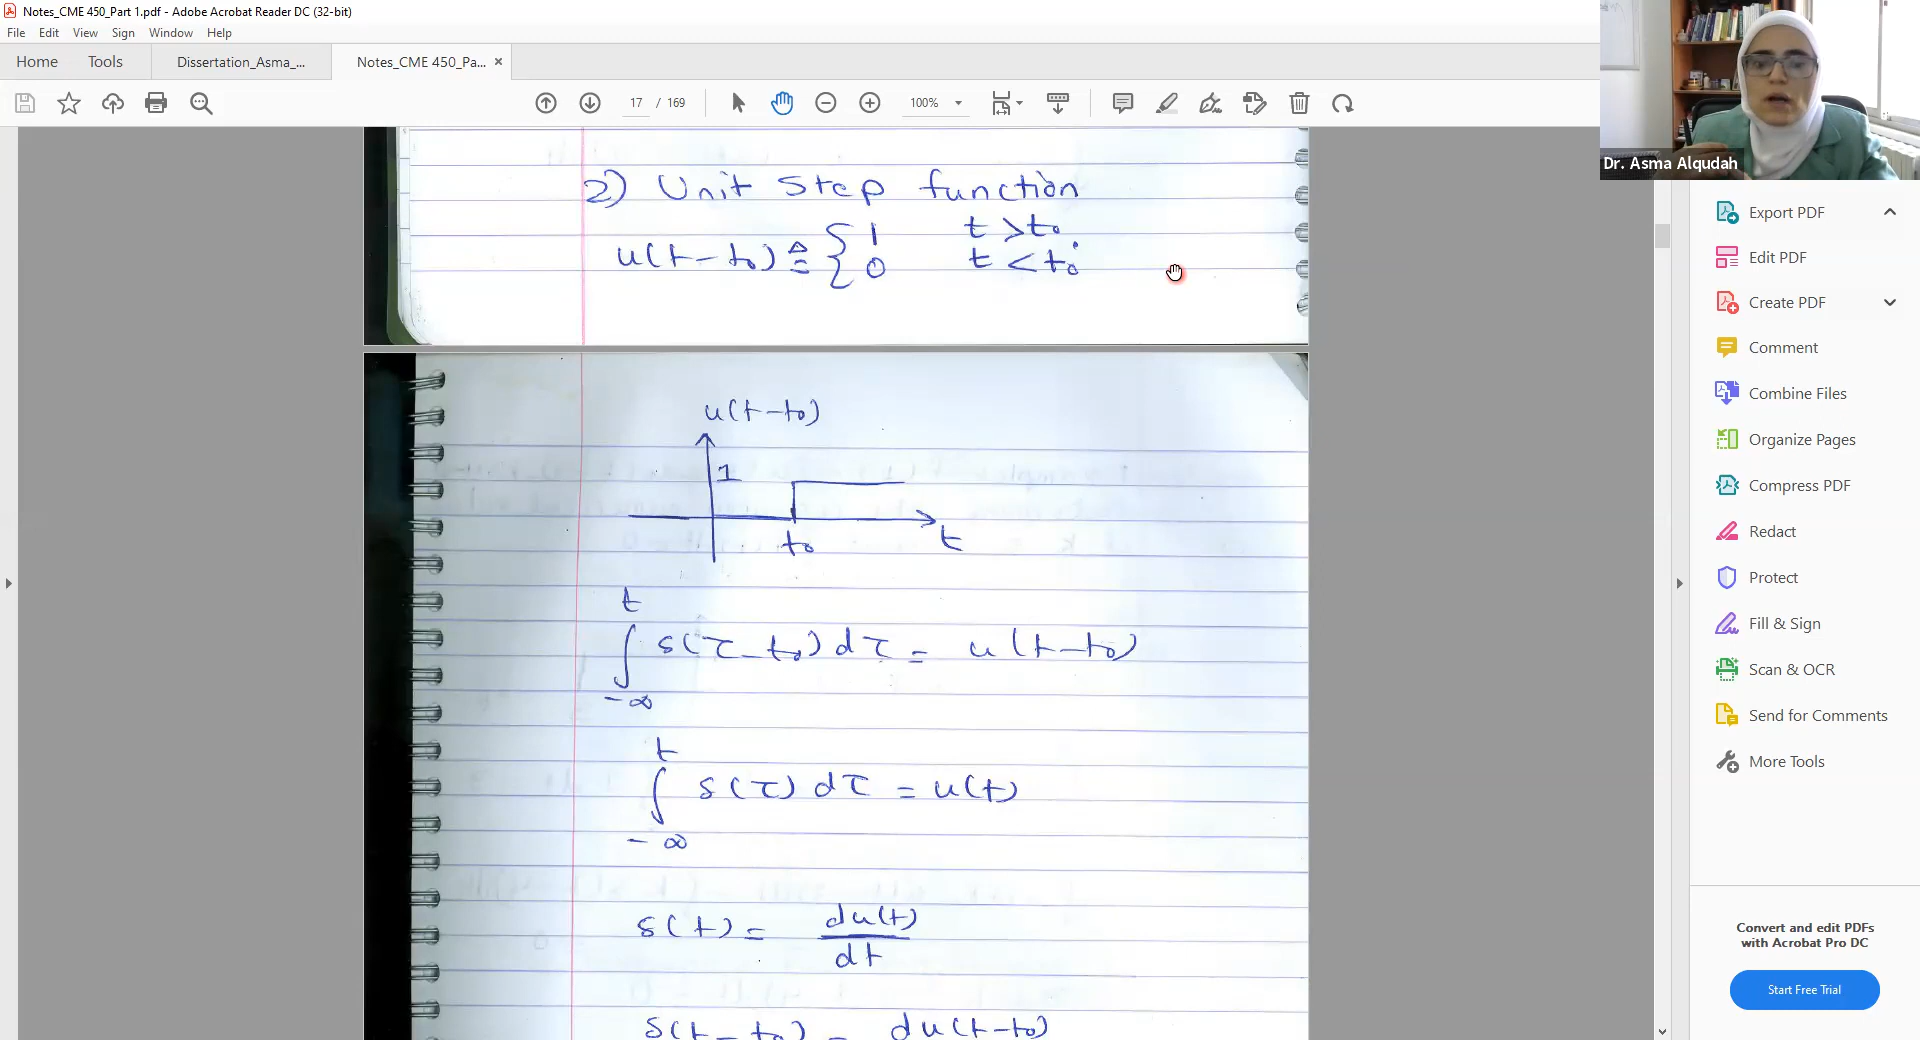 Notes_CME 450_Part 1.pdf - Adobe Acrobat Reader DC (32-bit)
File Edit View Sign Window Help
Home Tools Dissertation_Asma_... Notes_CME 450_Pa... ×
17 / 169 100%
Dr. Asma Alqudah
2) Unit Step function
u(t-t₀) ≜ { 1 t > t₀
0 t < t₀
u(t-t₀)
1
t₀ t
∫_{-∞}^{t} δ(τ-t₀) dτ = u(t-t₀)
∫_{-∞}^{t} δ(τ) dτ = u(t)
δ(t) = du(t)/dt
δ(t-t₀) = du(t-t₀)
Export PDF
Edit PDF
Create PDF
Comment
Combine Files
Organize Pages
Compress PDF
Redact
Protect
Fill & Sign
Scan & OCR
Send for Comments
More Tools
Convert and edit PDFs
with Acrobat Pro DC
Start Free Trial